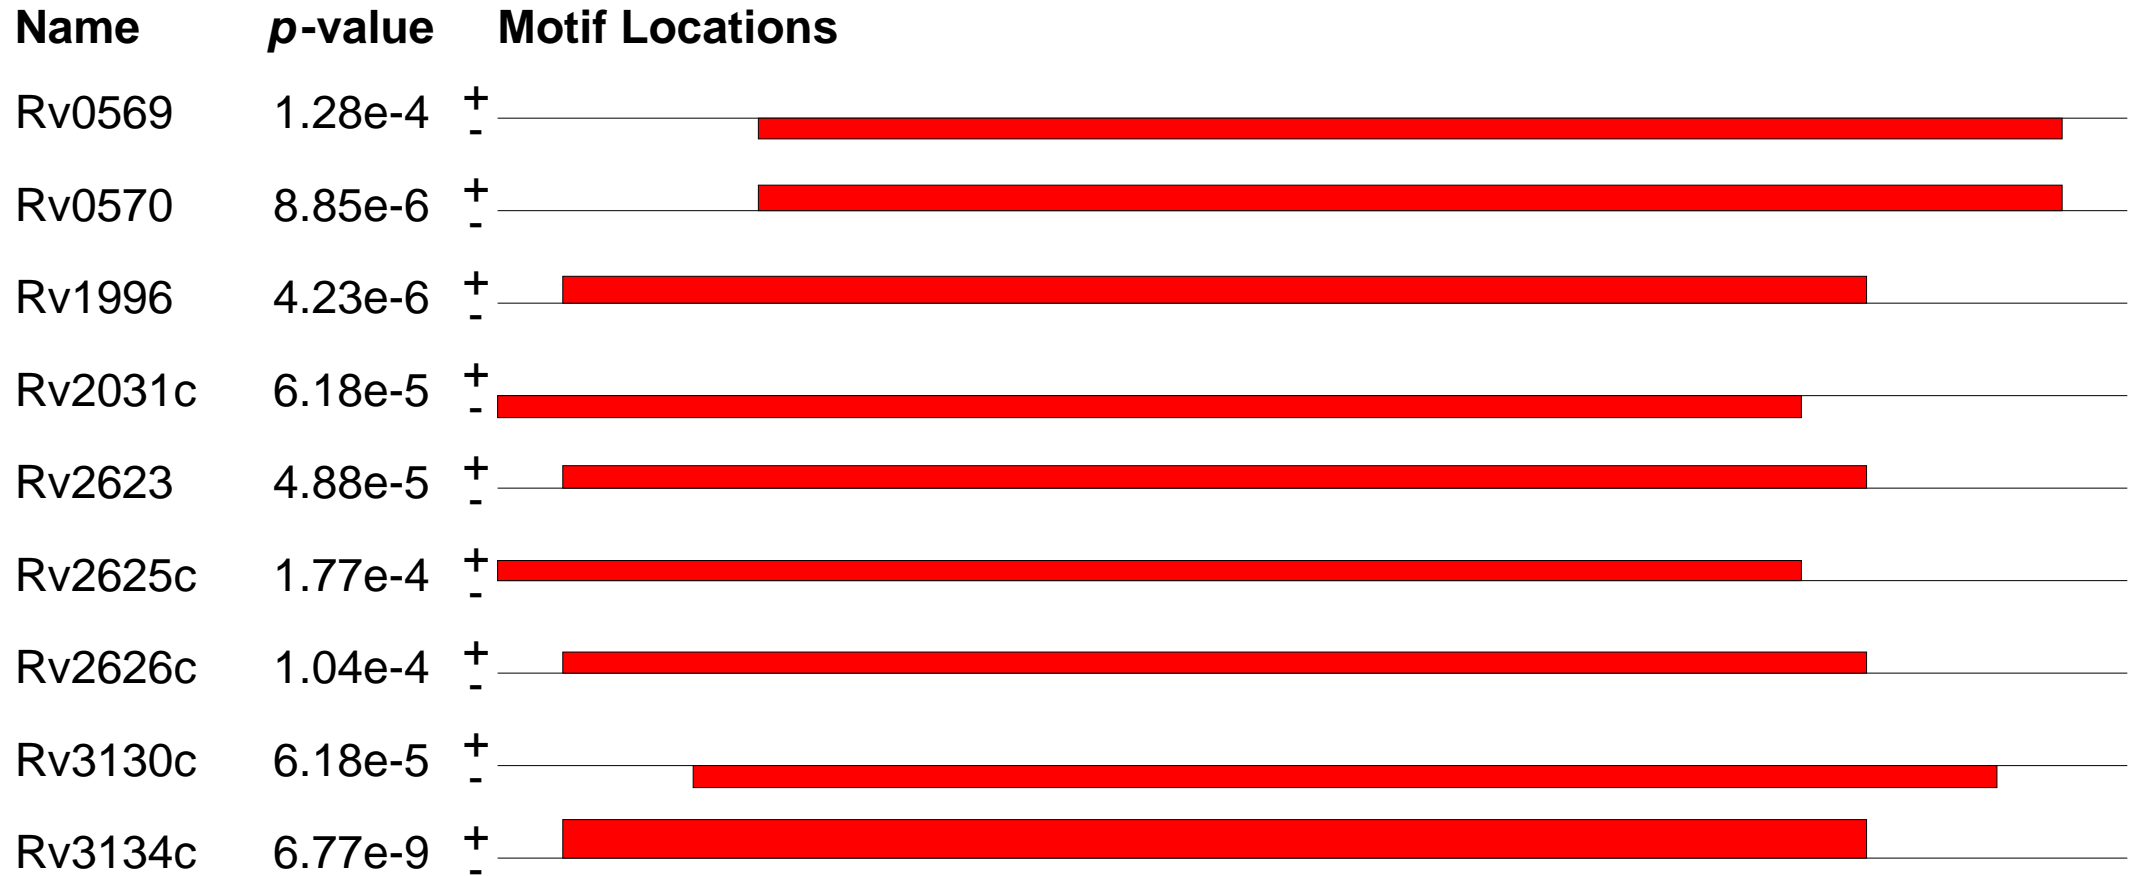 Name p-value Motif Locations
Rv0569 1.28e-4 + -
Rv0570 8.85e-6 + -
Rv1996 4.23e-6 + -
Rv2031c 6.18e-5 + -
Rv2623 4.88e-5 + -
Rv2625c 1.77e-4 + -
Rv2626c 1.04e-4 + -
Rv3130c 6.18e-5 + -
Rv3134c 6.77e-9 + -